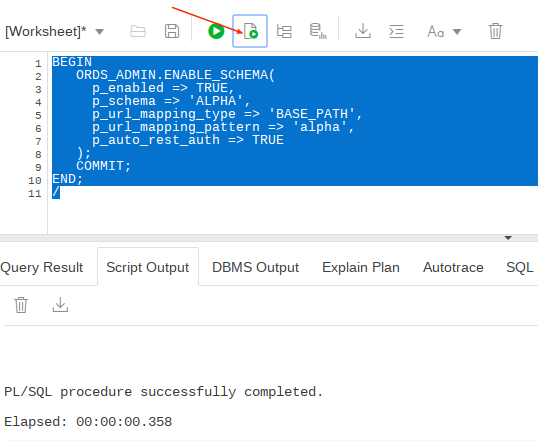 [Worksheet]*
Aa
1 BEGIN
2 ORDS_ADMIN.ENABLE_SCHEMA(
3 p_enabled => TRUE,
4 p_schema => 'ALPHA',
5 p_url_mapping_type => 'BASE_PATH',
6 p_url_mapping_pattern => 'alpha',
7 p_auto_rest_auth => TRUE
8 );
9 COMMIT;
10 END;
11 /
Query Result Script Output DBMS Output Explain Plan Autotrace SQL
PL/SQL procedure successfully completed.
Elapsed: 00:00:00.358